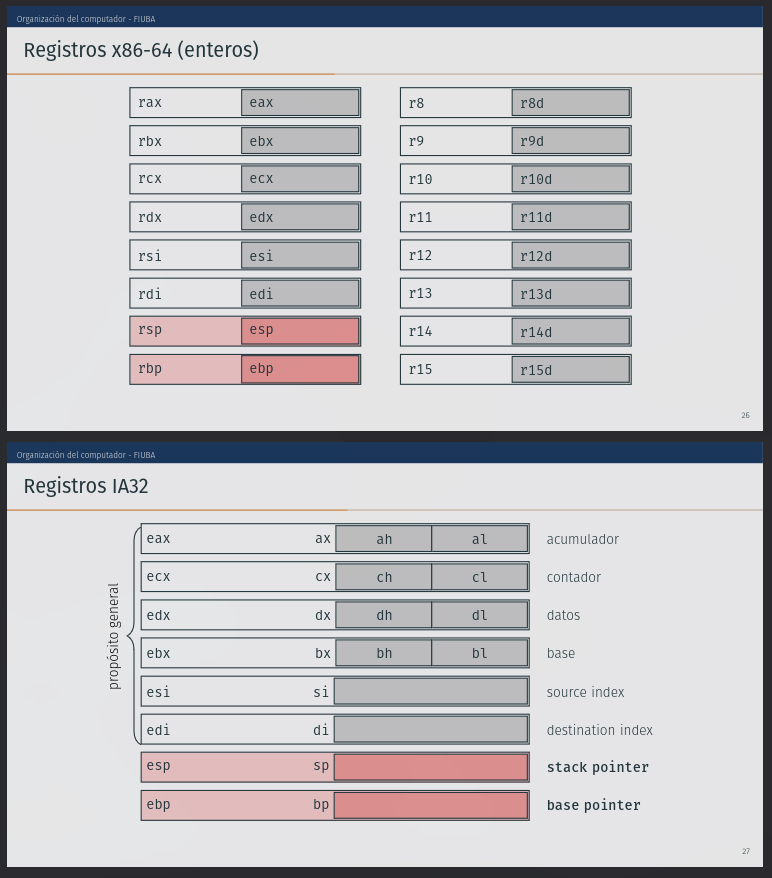 Organización del computador - FIUBA
Registros x86-64 (enteros)
rax eax r8 r8d
rbx ebx r9 r9d
rcx ecx r10 r10d
rdx edx r11 r11d
rsi esi r12 r12d
rdi edi r13 r13d
rsp esp r14 r14d
rbp ebp r15 r15d
26
Organización del computador - FIUBA
Registros IA32
propósito general
eax ax ah al acumulador
ecx cx ch cl contador
edx dx dh dl datos
ebx bx bh bl base
esi si source index
edi di destination index
esp sp stack pointer
ebp bp base pointer
27